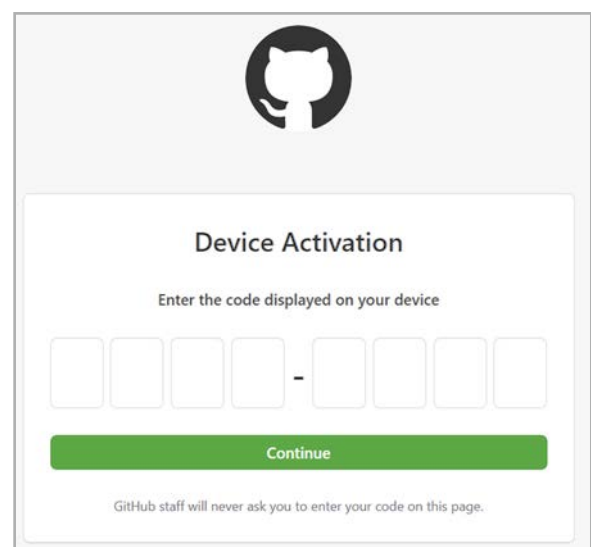 Device Activation
Enter the code displayed on your device
-
Continue
GitHub staff will never ask you to enter your code on this page.